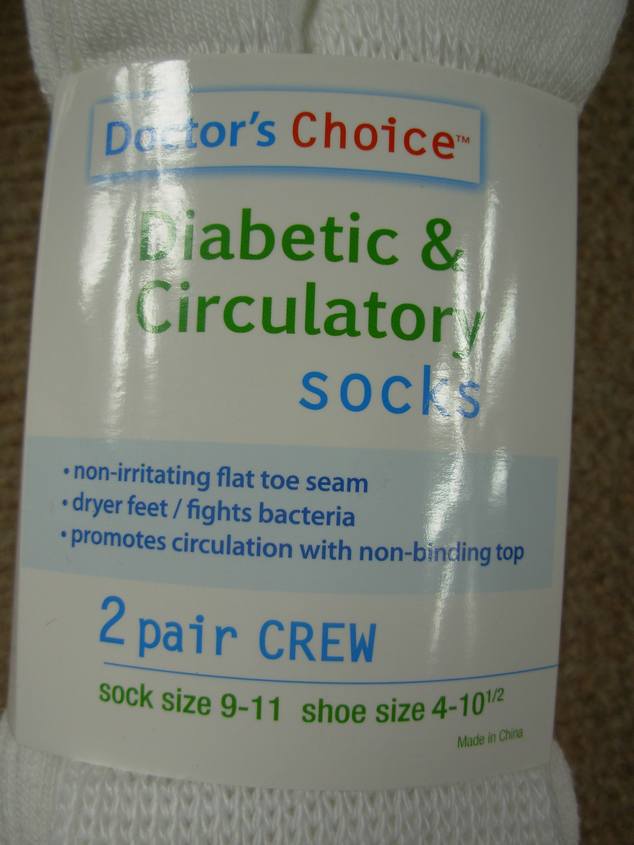 Doctor's Choice™
Diabetic &
Circulatory
socks
• non-irritating flat toe seam
• dryer feet / fights bacteria
• promotes circulation with non-binding top
2 pair CREW
sock size 9-11 shoe size 4-10 1/2
Made in China